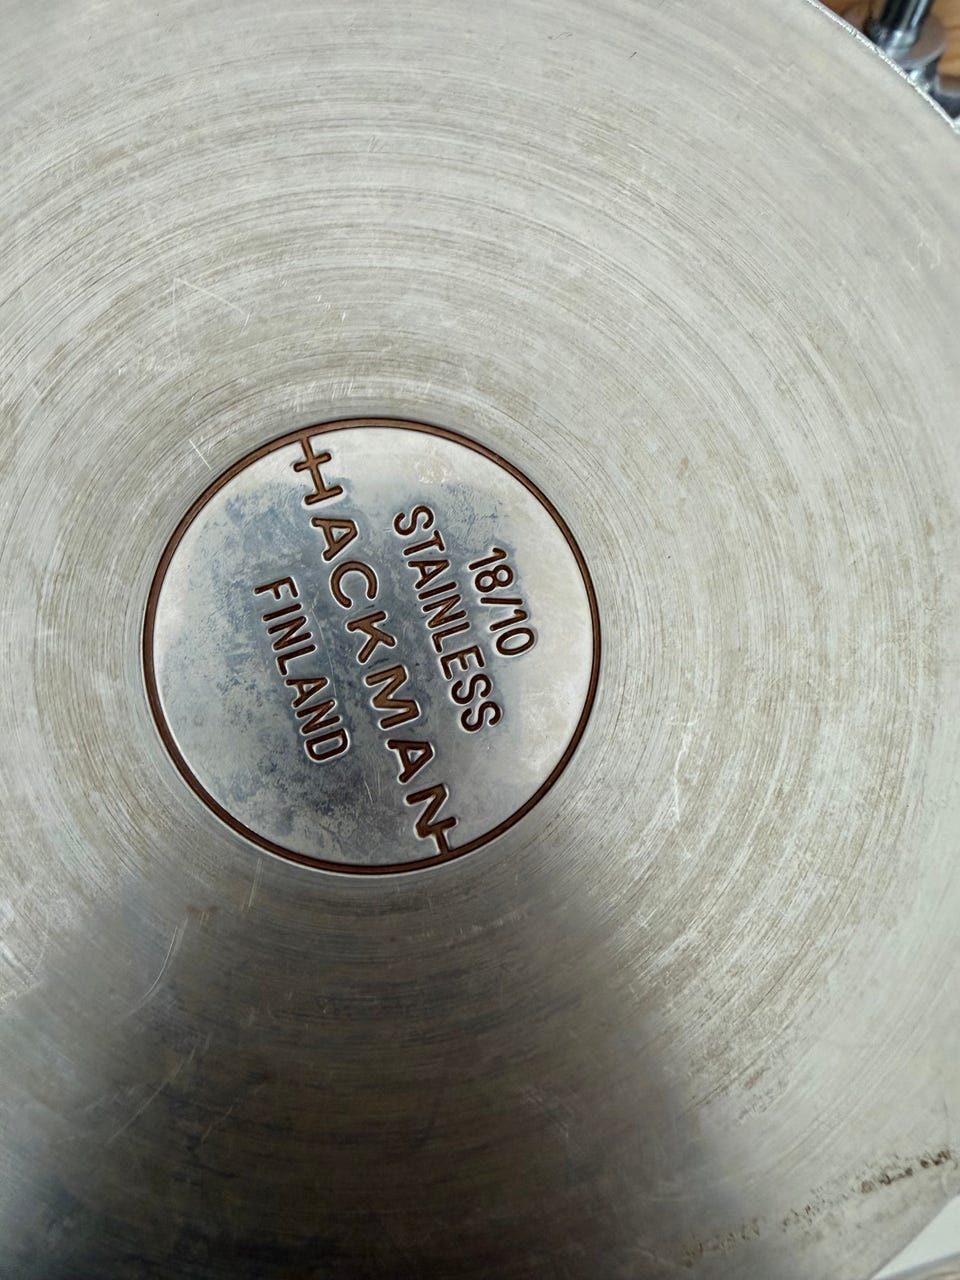 18/10
STAINLESS
HACKMAN
FINLAND